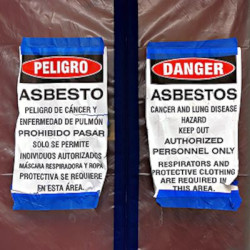 PELIGRO
ASBESTO
PELIGRO DE CÁNCER Y
ENFERMEDAD DE PULMÓN
PROHIBIDO PASAR
SOLO SE PERMITE
INDIVIDUOS AUTORIZADOS
MÁSCARA RESPIRADORA Y ROPA
PROTECTIVA SE REQUIERE
EN ESTA ÁREA.
DANGER
ASBESTOS
CANCER AND LUNG DISEASE
HAZARD
KEEP OUT
AUTHORIZED
PERSONNEL ONLY
RESPIRATORS AND
PROTECTIVE CLOTHING
ARE REQUIRED IN
THIS AREA.